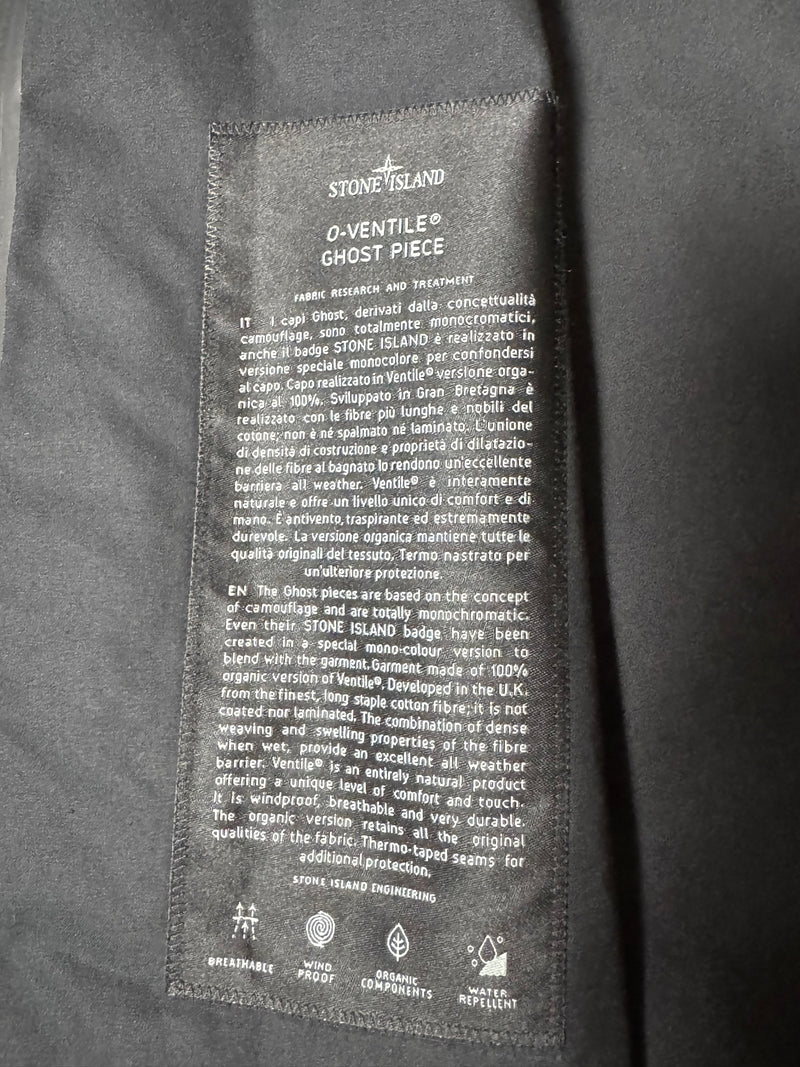 STONE ISLAND
O-VENTILE®
GHOST PIECE
FABRIC RESEARCH AND TREATMENT
IT I capi Ghost, derivati dalla concettualità
camouflage, sono totalmente monocromatici,
anche il badge STONE ISLAND è realizzato in
versione speciale monocolore per confondersi
al capo. Capo realizzato in Ventile® versione orga-
nica al 100%. Sviluppato in Gran Bretagna è
realizzato con le fibre più lunghe e nobili del
cotone; non è né spalmato né laminato. L'unione
di densità di costruzione e proprietà di dilatazio-
ne delle fibre al bagnato lo rendono un'eccellente
barriera all weather. Ventile® è interamente
naturale e offre un livello unico di comfort e di
mano. È antivento, traspirante ed estremamente
durevole. La versione organica mantiene tutte le
qualità originali del tessuto. Termo nastrato per
un'ulteriore protezione.
EN The Ghost pieces are based on the concept
of camouflage and are totally monochromatic.
Even their STONE ISLAND badge have been
created in a special mono-colour version to
blend with the garment. Garment made of 100%
organic version of Ventile®. Developed in the U.K.
from the finest, long staple cotton fibre; it is not
coated nor laminated. The combination of dense
weaving and swelling properties of the fibre
when wet, provide an excellent all weather
barrier. Ventile® is an entirely natural product
offering a unique level of comfort and touch.
It is windproof, breathable and very durable.
The organic version retains all the original
qualities of the fabric. Thermo-taped seams for
additional protection.
STONE ISLAND ENGINEERING
BREATHABLE
WIND
PROOF
ORGANIC
COMPONENTS
WATER
REPELLENT